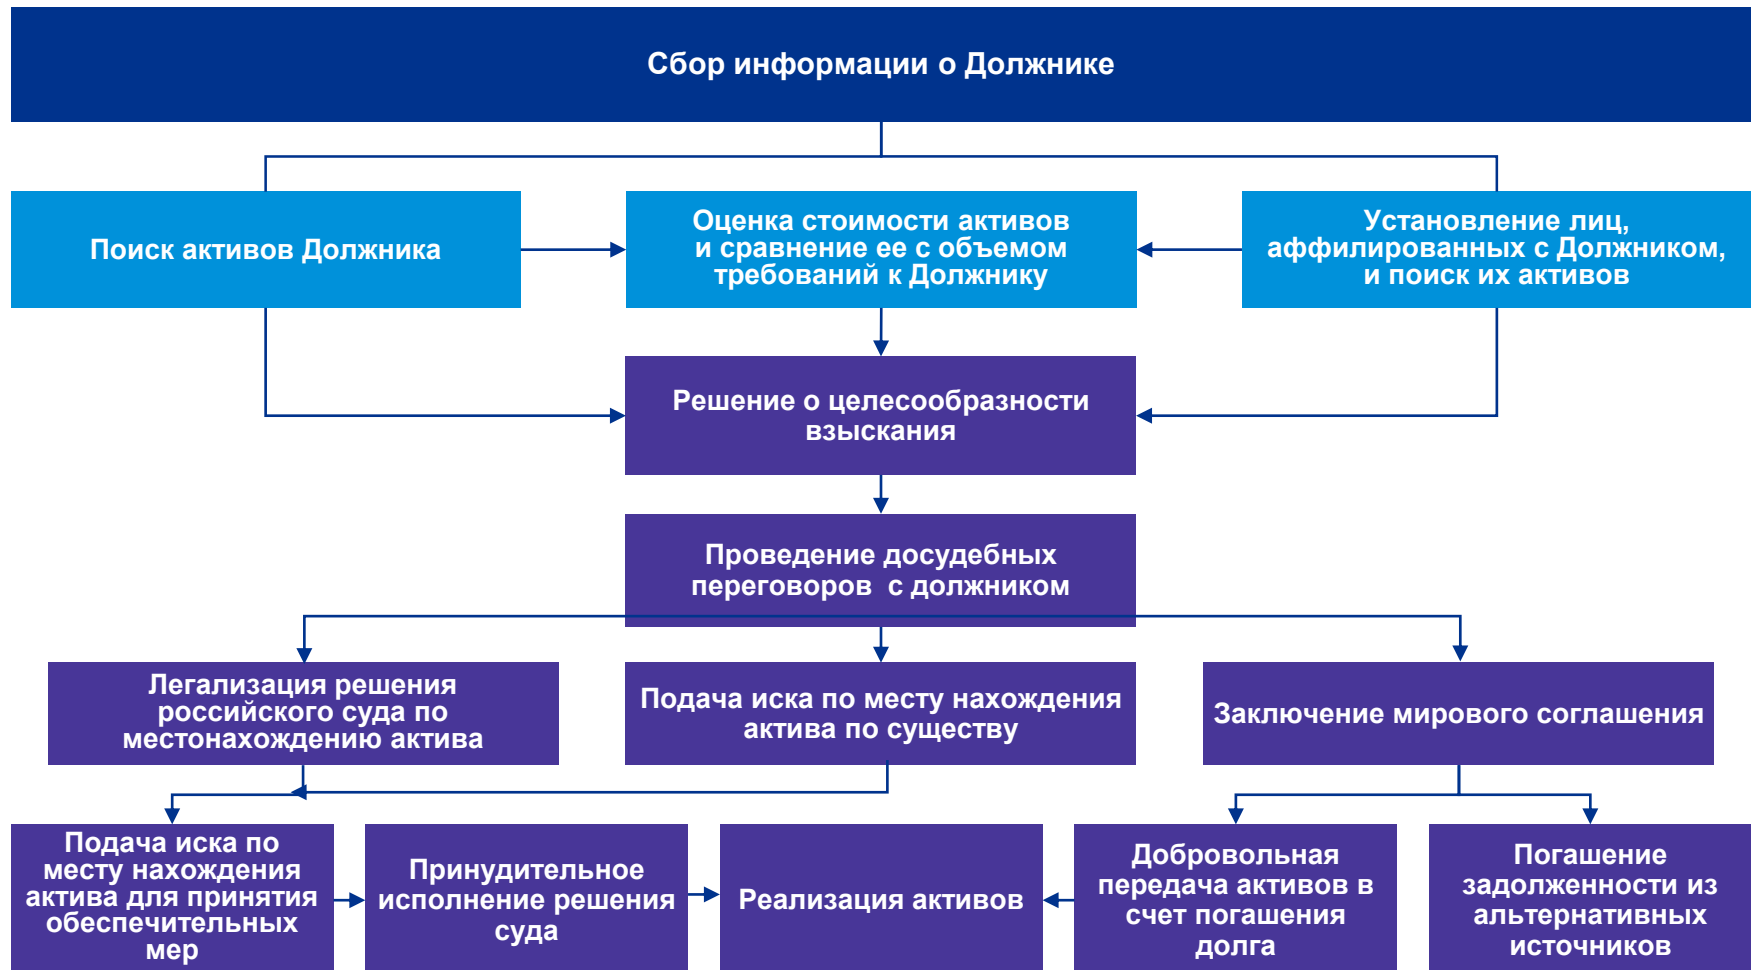 Сбор информации о Должнике
Поиск активов Должника
Оценка стоимости активов
и сравнение ее с объемом
требований к Должнику
Установление лиц,
аффилированных с Должником,
и поиск их активов
Решение о целесообразности
взыскания
Проведение досудебных
переговоров с должником
Легализация решения
российского суда по
местонахождению актива
Подача иска по месту нахождения
актива по существу
Заключение мирового соглашения
Подача иска по
месту нахождения
актива для принятия
обеспечительных
мер
Принудительное
исполнение решения
суда
Реализация активов
Добровольная
передача активов в
счет погашения
долга
Погашение
задолженности из
альтернативных
источников